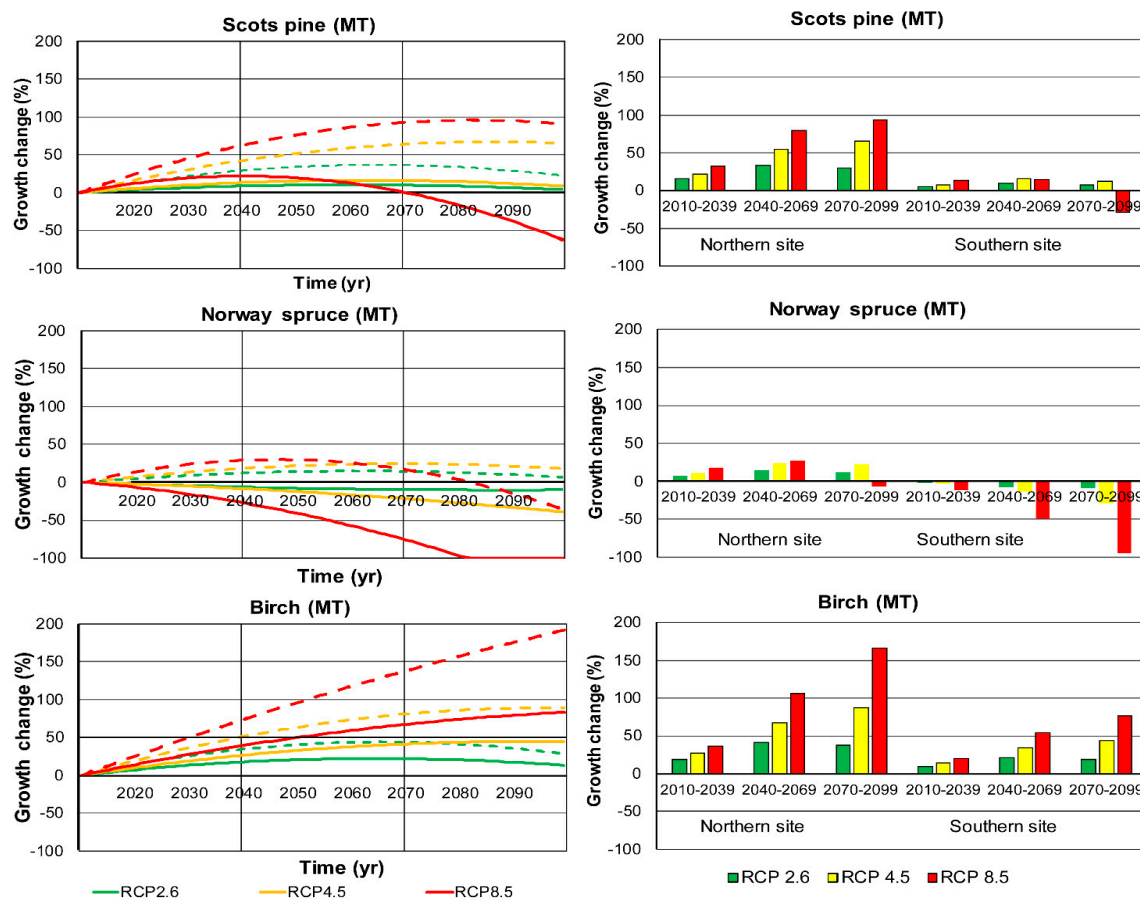 Scots pine (MT)
200
150
100
50
0
-50
-100
Growth change (%)
2020 2030 2040 2050 2060 2070 2080 2090
Time (yr)
Scots pine (MT)
200
150
100
50
0
-50
-100
Growth change (%)
2010-2039 2040-2069 2070-2099 2010-2039 2040-2069 2070-2099
Northern site Southern site
Norway spruce (MT)
200
150
100
50
0
-50
-100
Growth change (%)
2020 2030 2040 2050 2060 2070 2080 2090
Time (yr)
Norway spruce (MT)
200
150
100
50
0
-50
-100
Growth change (%)
2010-2039 2040-2069 2070-2099 2010-2039 2040-2069 2070-2099
Northern site Southern site
Birch (MT)
200
150
100
50
0
-50
-100
Growth change (%)
2020 2030 2040 2050 2060 2070 2080 2090
Time (yr)
RCP2.6 RCP4.5 RCP8.5
Birch (MT)
200
150
100
50
0
-50
-100
Growth change (%)
2010-2039 2040-2069 2070-2099 2010-2039 2040-2069 2070-2099
Northern site Southern site
RCP 2.6 RCP 4.5 RCP 8.5